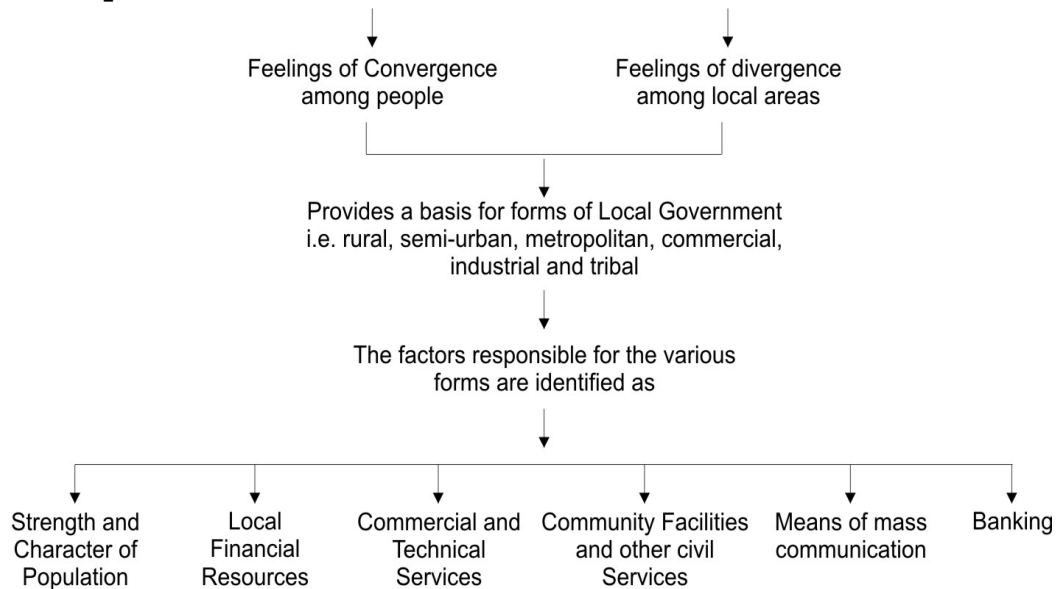 Feelings of Convergence
among people
Feelings of divergence
among local areas
Provides a basis for forms of Local Government
i.e. rural, semi-urban, metropolitan, commercial,
industrial and tribal
The factors responsible for the various
forms are identified as
Strength and
Character of
Population
Local
Financial
Resources
Commercial and
Technical
Services
Community Facilities
and other civil
Services
Means of mass
communication
Banking